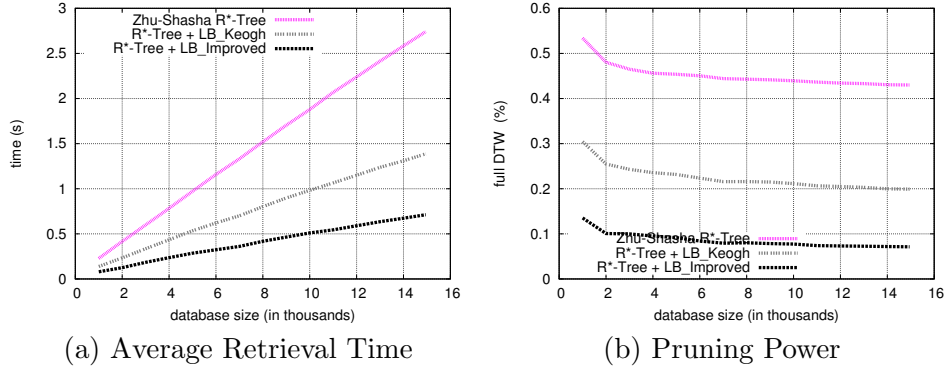 Zhu-Shasha R*-Tree
R*-Tree + LB_Keogh
R*-Tree + LB_Improved
3
2.5
2
1.5
1
0.5
0
time (s)
0 2 4 6 8 10 12 14 16
database size (in thousands)
(a) Average Retrieval Time
0.6
0.5
0.4
0.3
0.2
0.1
0
full DTW (%)
Zhu-Shasha R*-Tree
R*-Tree + LB_Keogh
R*-Tree + LB_Improved
0 2 4 6 8 10 12 14 16
database size (in thousands)
(b) Pruning Power